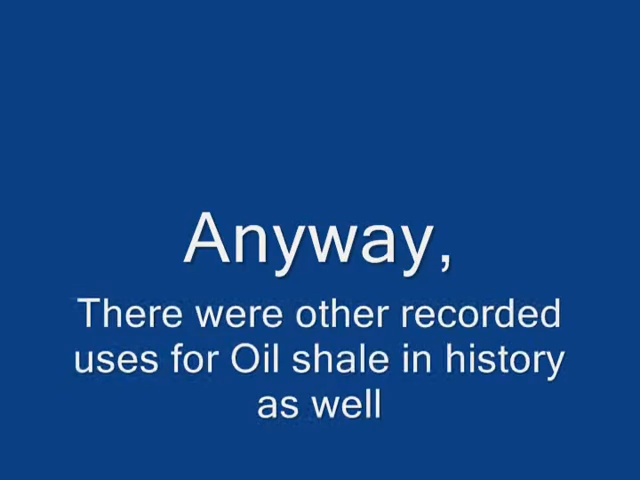 Anyway,
There were other recorded
uses for Oil shale in history
as well